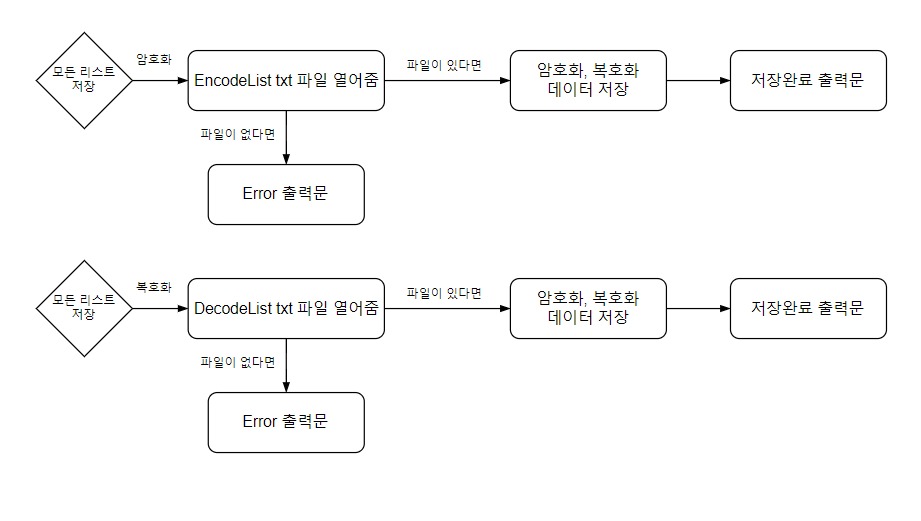 모든 리스트
저장
암호화
EncodeList txt 파일 열어줌
파일이 있다면
암호화, 복호화
데이터 저장
저장완료 출력문
파일이 없다면
Error 출력문
모든 리스트
저장
복호화
DecodeList txt 파일 열어줌
파일이 있다면
암호화, 복호화
데이터 저장
저장완료 출력문
파일이 없다면
Error 출력문